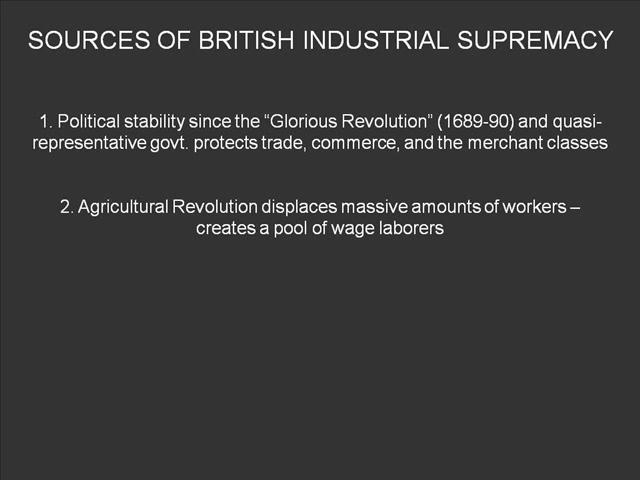 SOURCES OF BRITISH INDUSTRIAL SUPREMACY
1. Political stability since the “Glorious Revolution” (1689-90) and quasi-
representative govt. protects trade, commerce, and the merchant classes
2. Agricultural Revolution displaces massive amounts of workers –
creates a pool of wage laborers